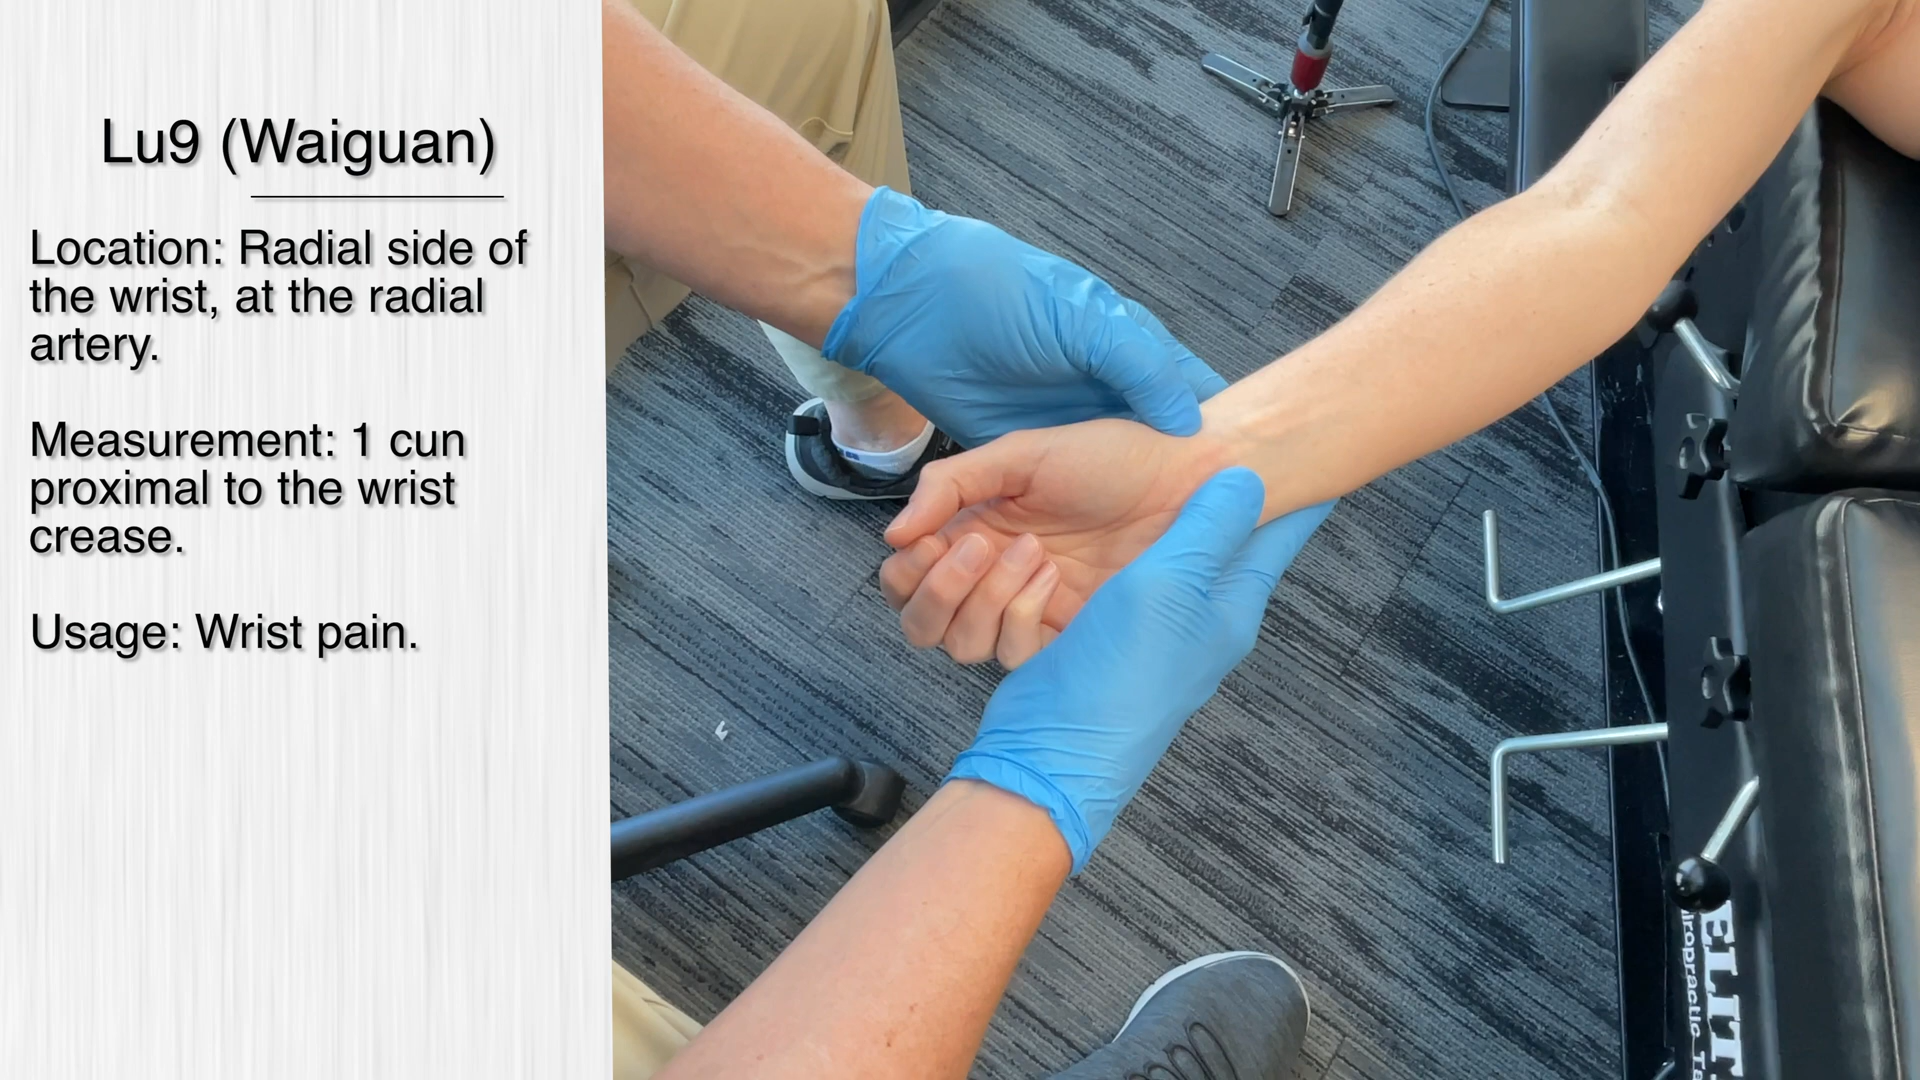 Lu9 (Waiguan)
Location: Radial side of
the wrist, at the radial
artery.
Measurement: 1 cun
proximal to the wrist
crease.
Usage: Wrist pain.
ELIT